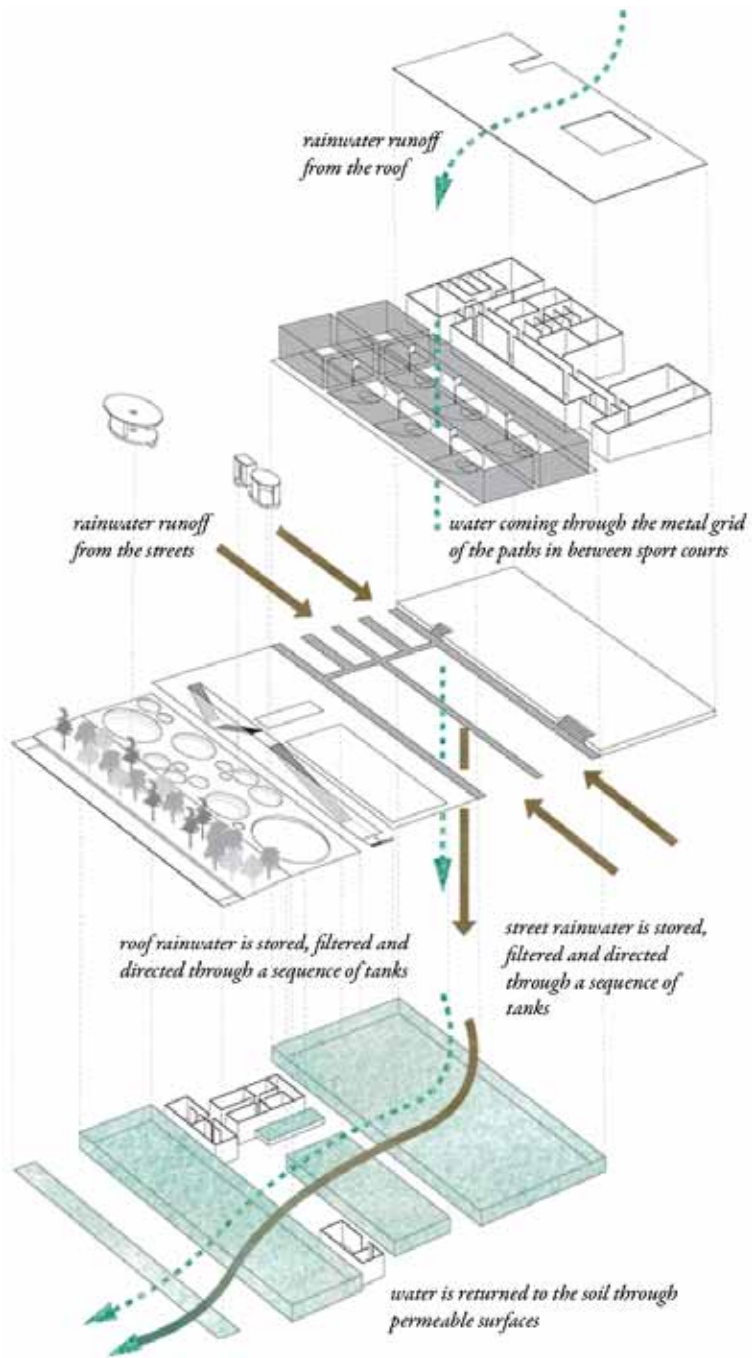 rainwater runoff
from the roof
rainwater runoff
from the streets
water coming through the metal grid
of the paths in between sport courts
roof rainwater is stored, filtered and
directed through a sequence of tanks
street rainwater is stored,
filtered and directed
through a sequence of
tanks
water is returned to the soil through
permeable surfaces